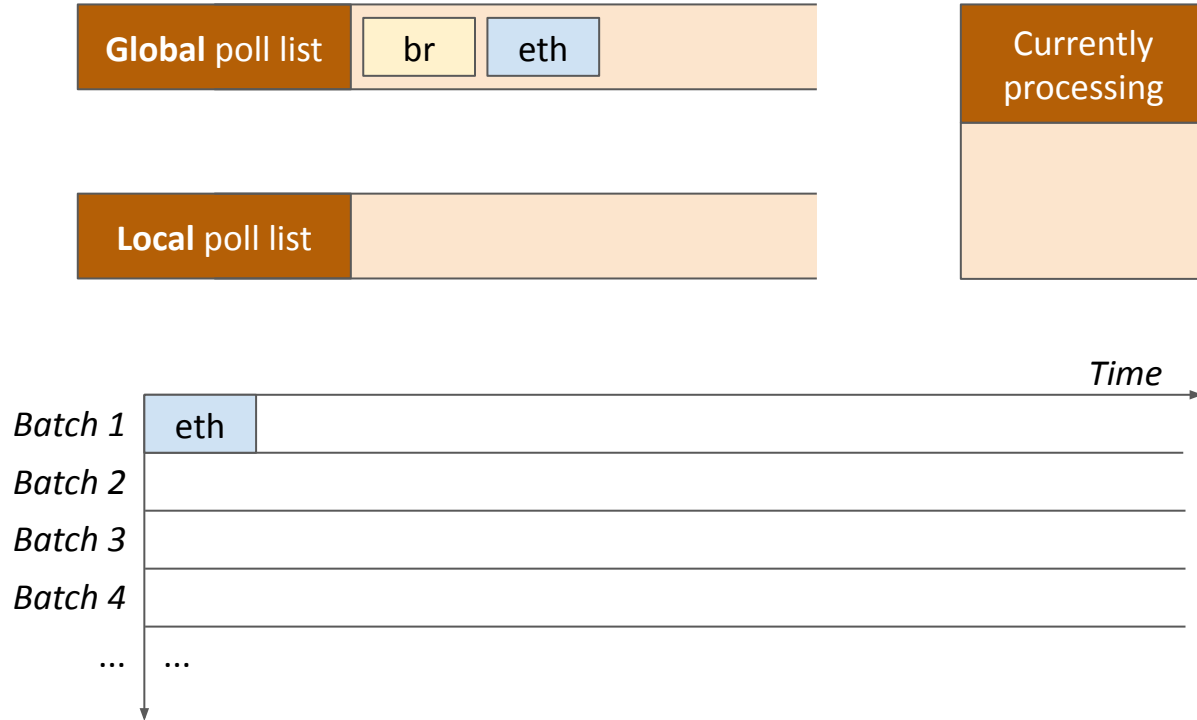 Global poll list
br
eth
Currently
processing
Local poll list
Time
Batch 1
eth
Batch 2
Batch 3
Batch 4
...
...